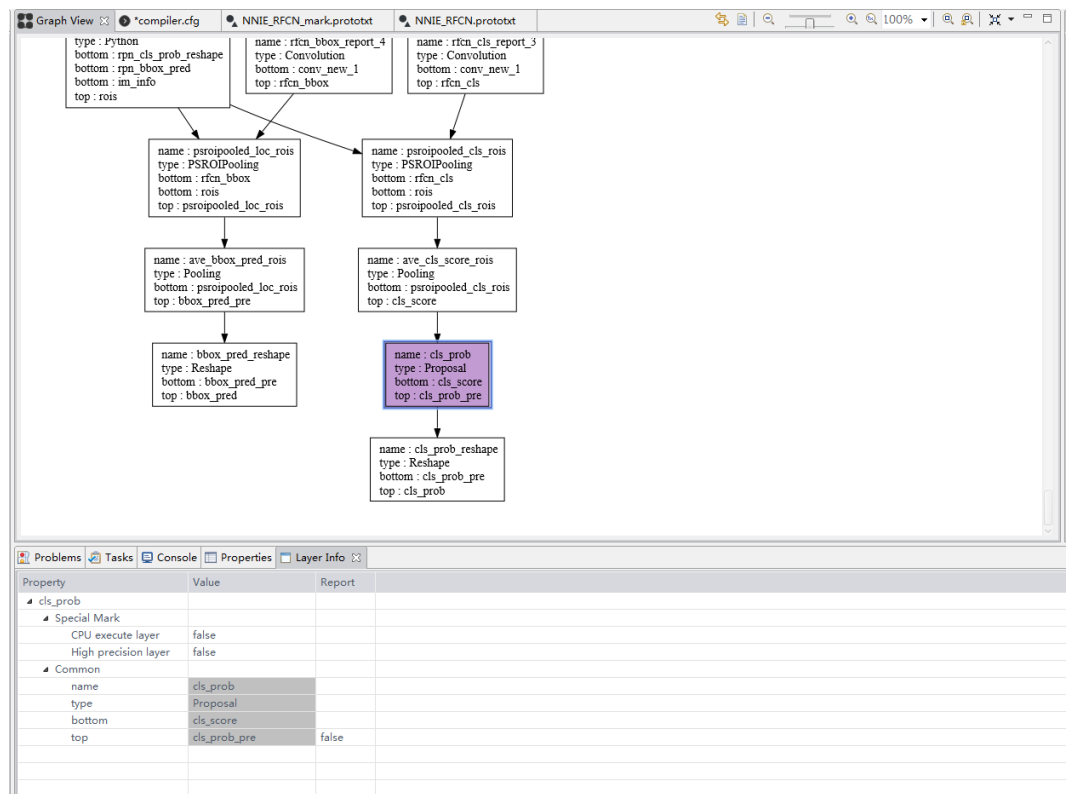 Graph View
*compiler.cfg
NNIE_RFCN_mark.prototxt
NNIE_RFCN.prototxt
100%
type : Python
bottom : rpn_cls_prob_reshape
bottom : rpn_bbox_pred
bottom : im_info
top : rois
name : rfcn_bbox_report_4
type : Convolution
bottom : conv_new_1
top : rfcn_bbox
name : rfcn_cls_report_3
type : Convolution
bottom : conv_new_1
top : rfcn_cls
name : psroipooled_loc_rois
type : PSROIPooling
bottom : rfcn_bbox
bottom : rois
top : psroipooled_loc_rois
name : psroipooled_cls_rois
type : PSROIPooling
bottom : rfcn_cls
bottom : rois
top : psroipooled_cls_rois
name : ave_bbox_pred_rois
type : Pooling
bottom : psroipooled_loc_rois
top : bbox_pred_pre
name : ave_cls_score_rois
type : Pooling
bottom : psroipooled_cls_rois
top : cls_score
name : bbox_pred_reshape
type : Reshape
bottom : bbox_pred_pre
top : bbox_pred
name : cls_prob
type : Proposal
bottom : cls_score
top : cls_prob_pre
name : cls_prob_reshape
type : Reshape
bottom : cls_prob_pre
top : cls_prob
Problems Tasks Console Properties Layer Info
Property Value Report
cls_prob
Special Mark
CPU execute layer false
High precision layer false
Common
name cls_prob
type Proposal
bottom cls_score
top cls_prob_pre false